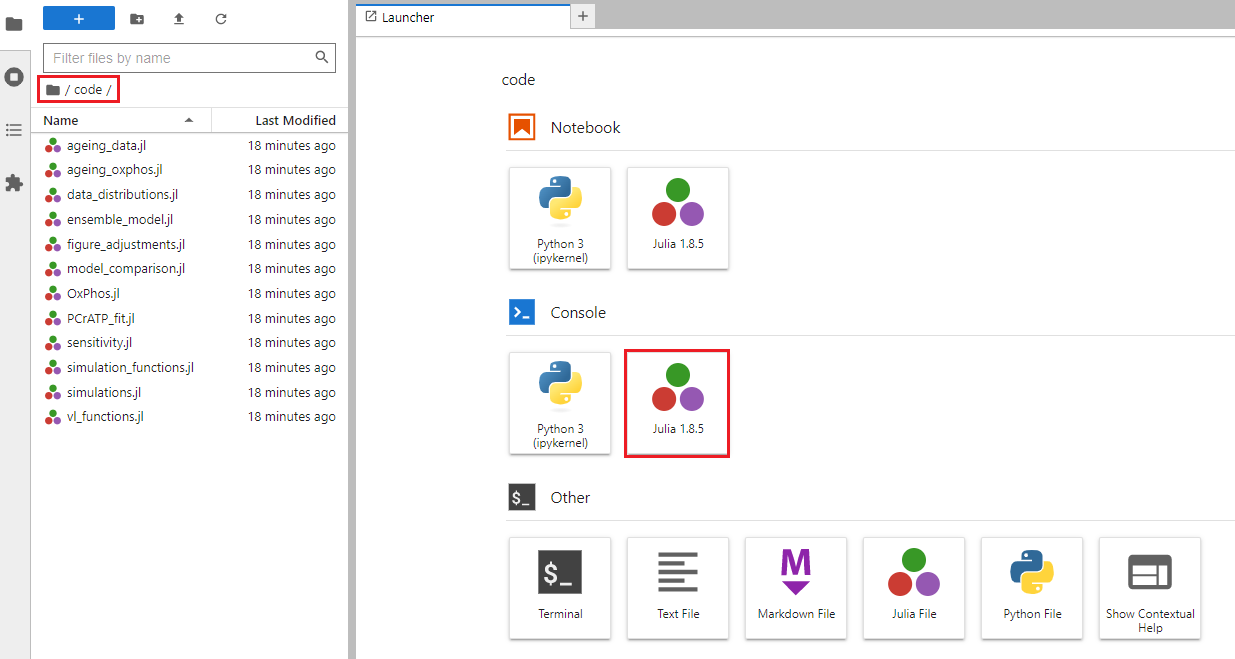 +
Launcher
+
Filter files by name
/ code /
code
Name Last Modified
ageing_data.jl 18 minutes ago
ageing_oxphos.jl 18 minutes ago
data_distributions.jl 18 minutes ago
ensemble_model.jl 18 minutes ago
figure_adjustments.jl 18 minutes ago
model_comparison.jl 18 minutes ago
OxPhos.jl 18 minutes ago
PCrATP_fit.jl 18 minutes ago
sensitivity.jl 18 minutes ago
simulation_functions.jl 18 minutes ago
simulations.jl 18 minutes ago
vl_functions.jl 18 minutes ago
Notebook
Python 3
(ipykernel)
Julia 1.8.5
>_
Console
Python 3
(ipykernel)
Julia 1.8.5
$_
Other
$_
Terminal
Text File
M
Markdown File
Julia File
Python File
Show Contextual
Help